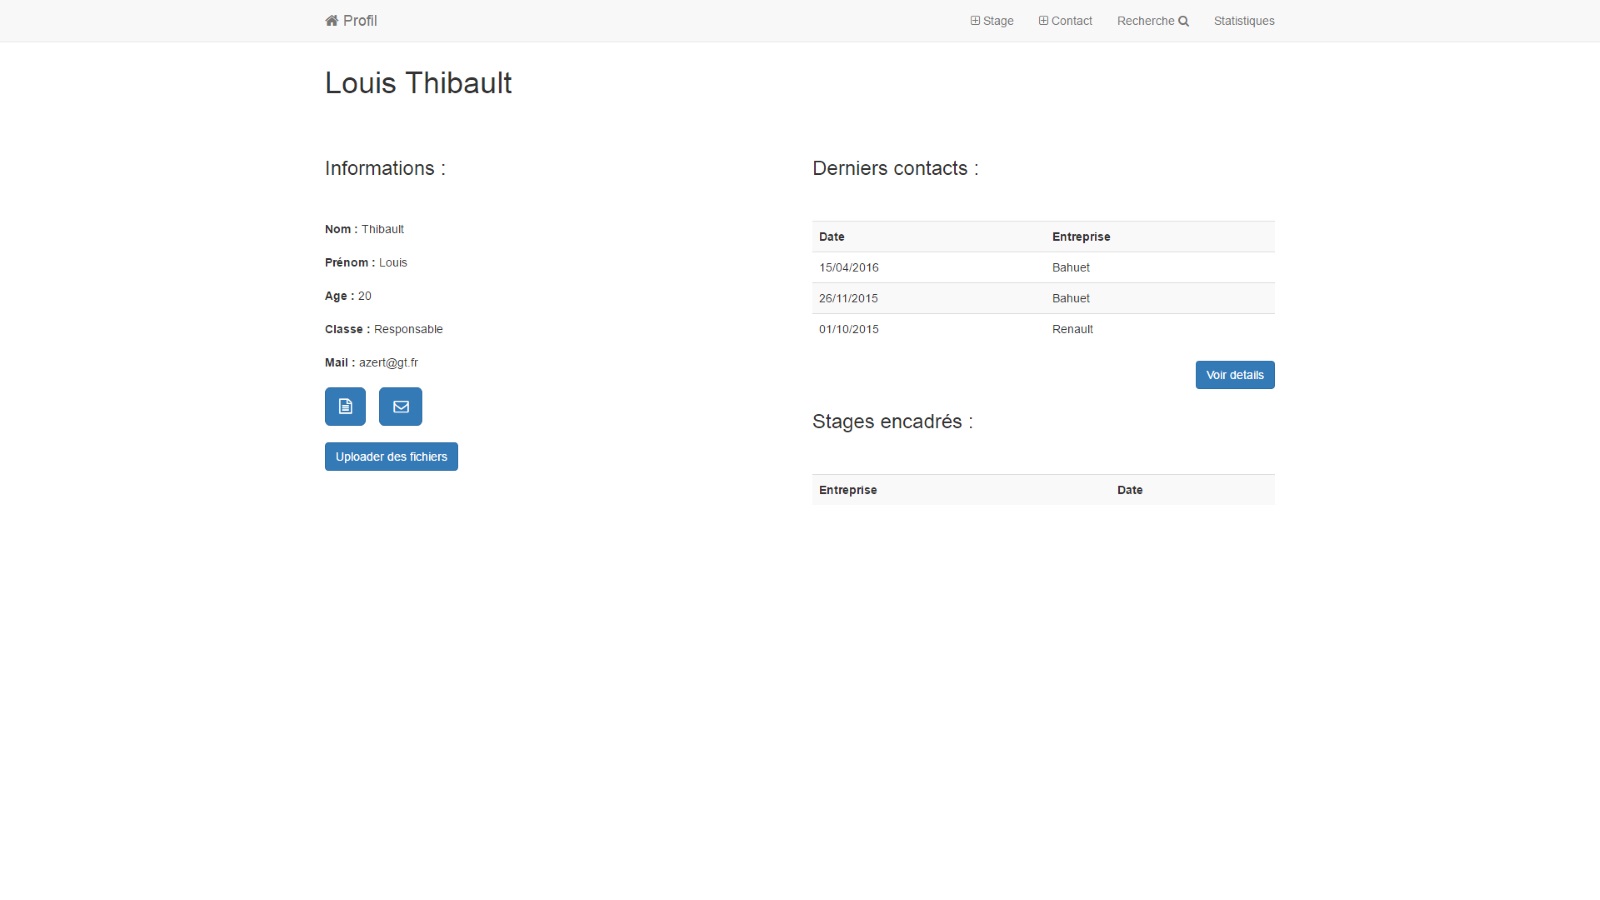 Profil
Stage Contact Recherche Statistiques
Louis Thibault
Informations :
Nom : Thibault
Prénom : Louis
Age : 20
Classe : Responsable
Mail : azert@gt.fr
Uploader des fichiers
Derniers contacts :
Date Entreprise
15/04/2016 Bahuet
26/11/2015 Bahuet
01/10/2015 Renault
Voir details
Stages encadrés :
Entreprise Date